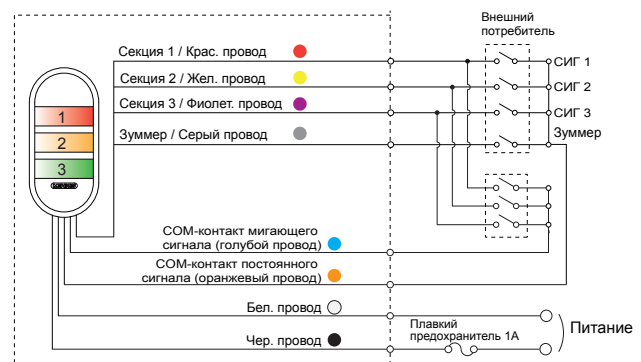 Внешний
потребитель
Секция 1 / Крас. провод
СИГ 1
Секция 2 / Жел. провод
СИГ 2
Секция 3 / Фиолет. провод
СИГ 3
Зуммер / Серый провод
Зуммер
1
2
3
COM-контакт мигающего
сигнала (голубой провод)
COM-контакт постоянного
сигнала (оранжевый провод)
Бел. провод
Чер. провод
Плавкий
предохранитель 1А
Питание